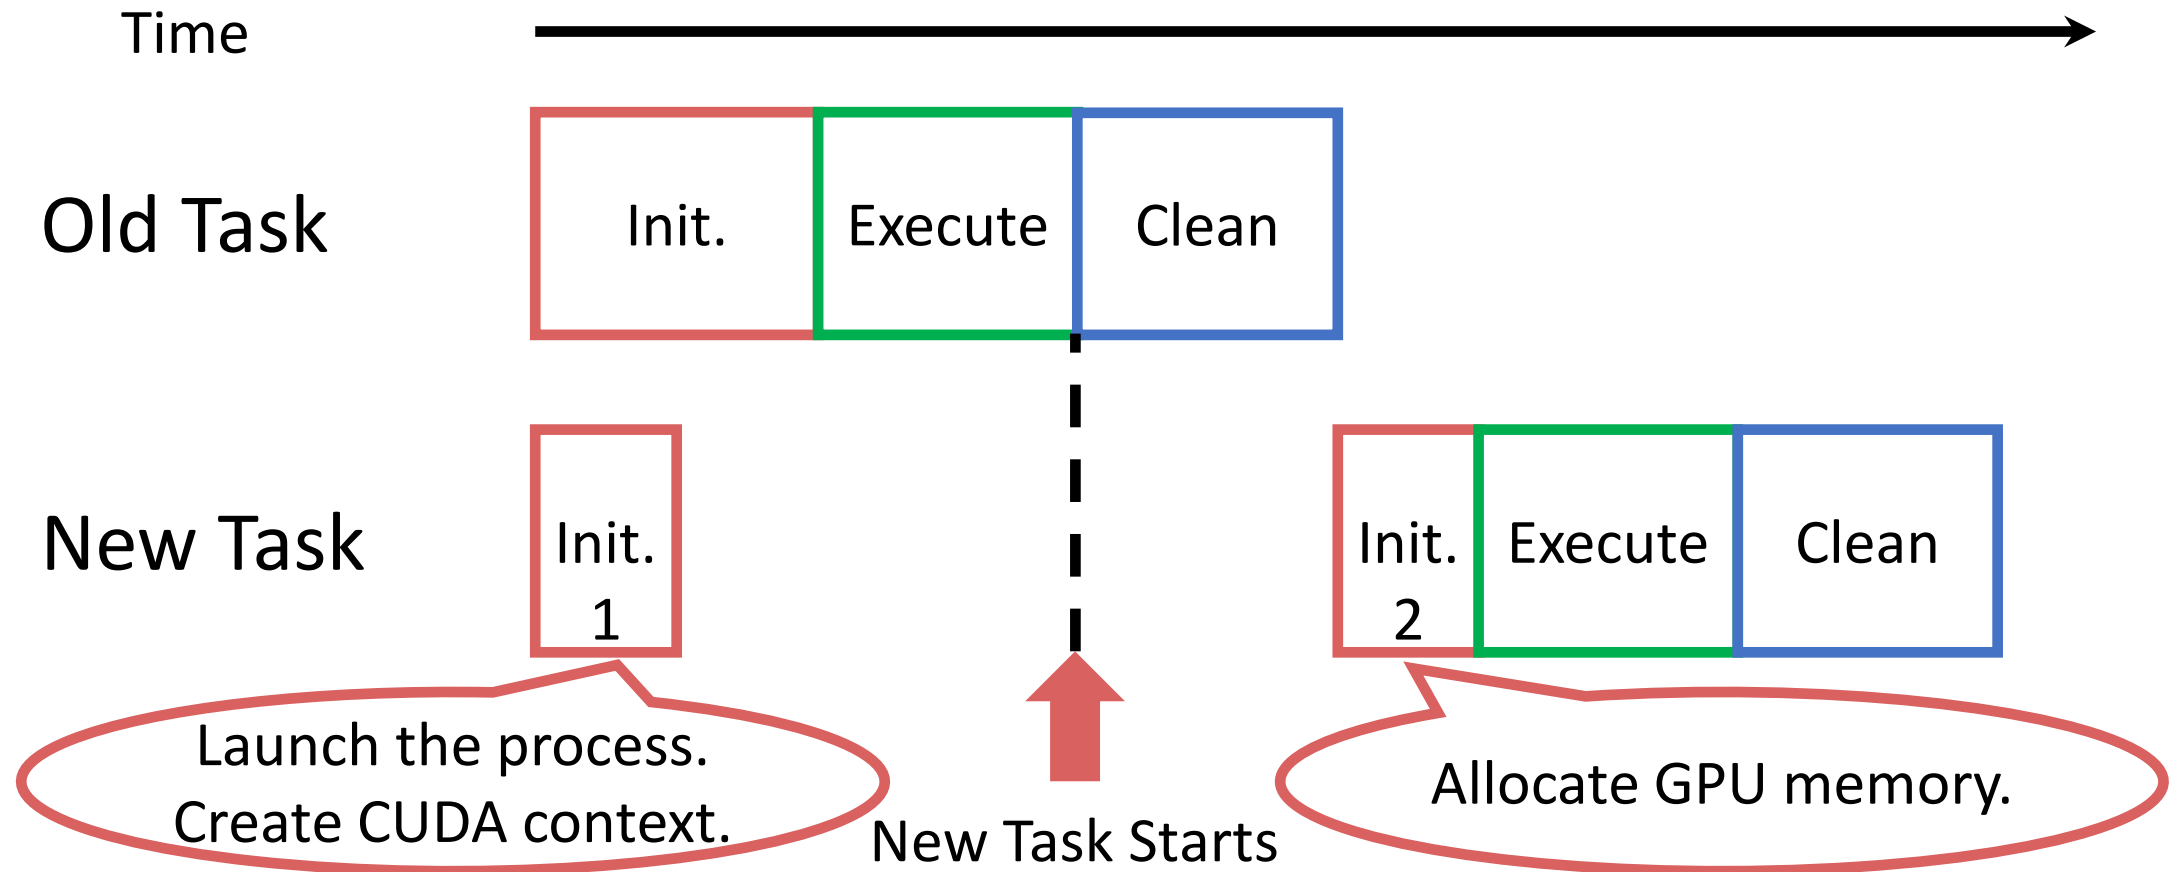 Time
Old Task
Init.
Execute
Clean
New Task
Init.
1
Init.
2
Execute
Clean
Launch the process.
Create CUDA context.
New Task Starts
Allocate GPU memory.